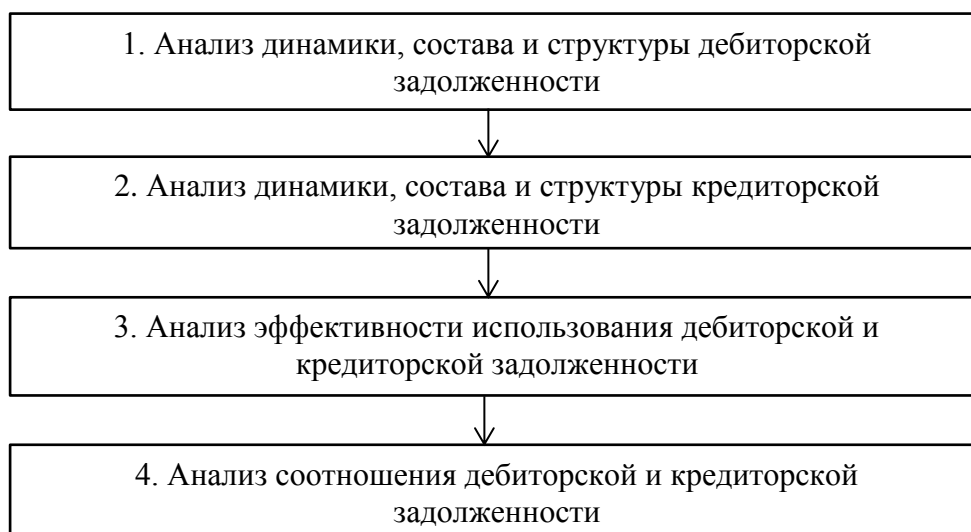 1. Анализ динамики, состава и структуры дебиторской
задолженности
2. Анализ динамики, состава и структуры кредиторской
задолженности
3. Анализ эффективности использования дебиторской и
кредиторской задолженности
4. Анализ соотношения дебиторской и кредиторской
задолженности